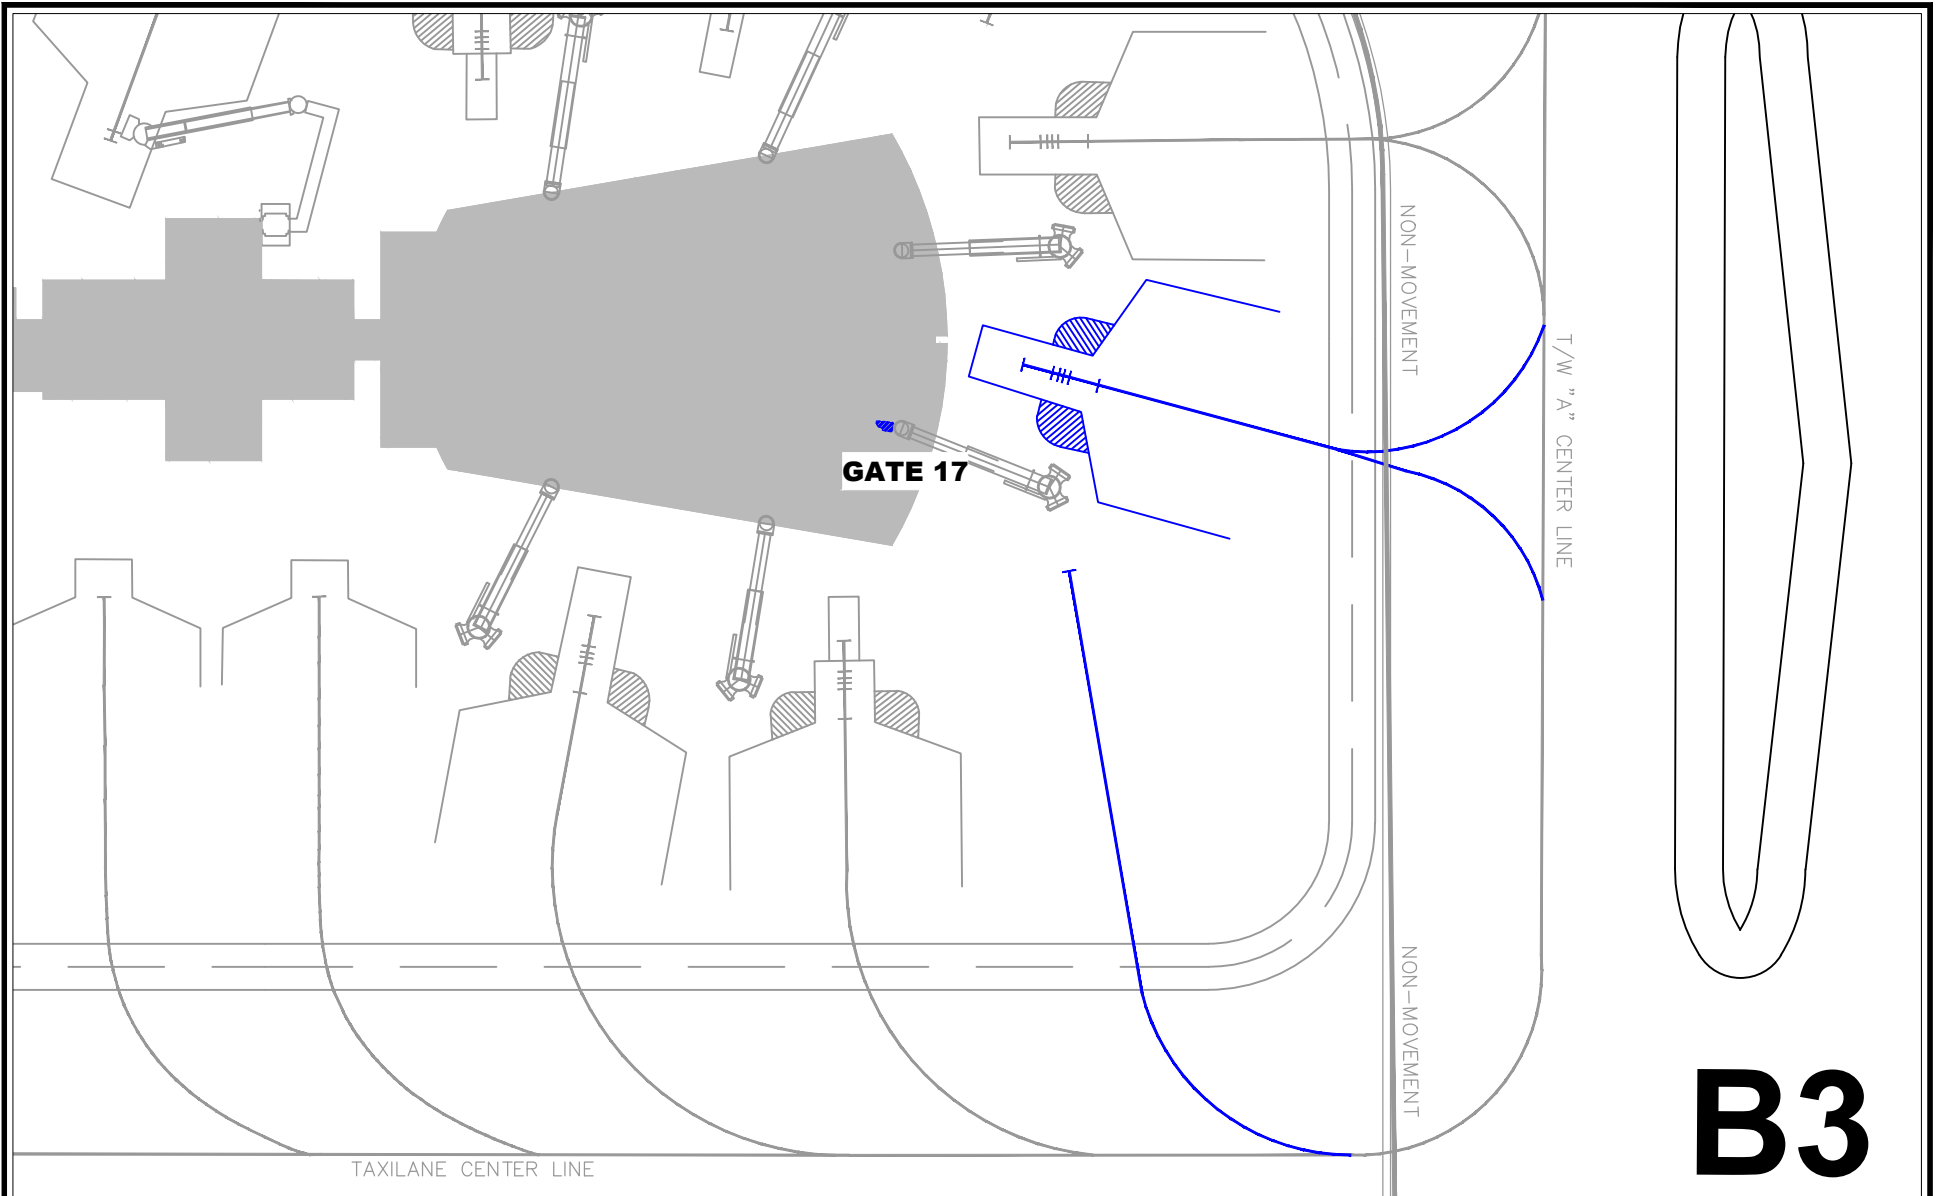 NON-MOVEMENT
T/W "A" CENTER LINE
GATE 17
NON-MOVEMENT
B3
TAXILANE CENTER LINE